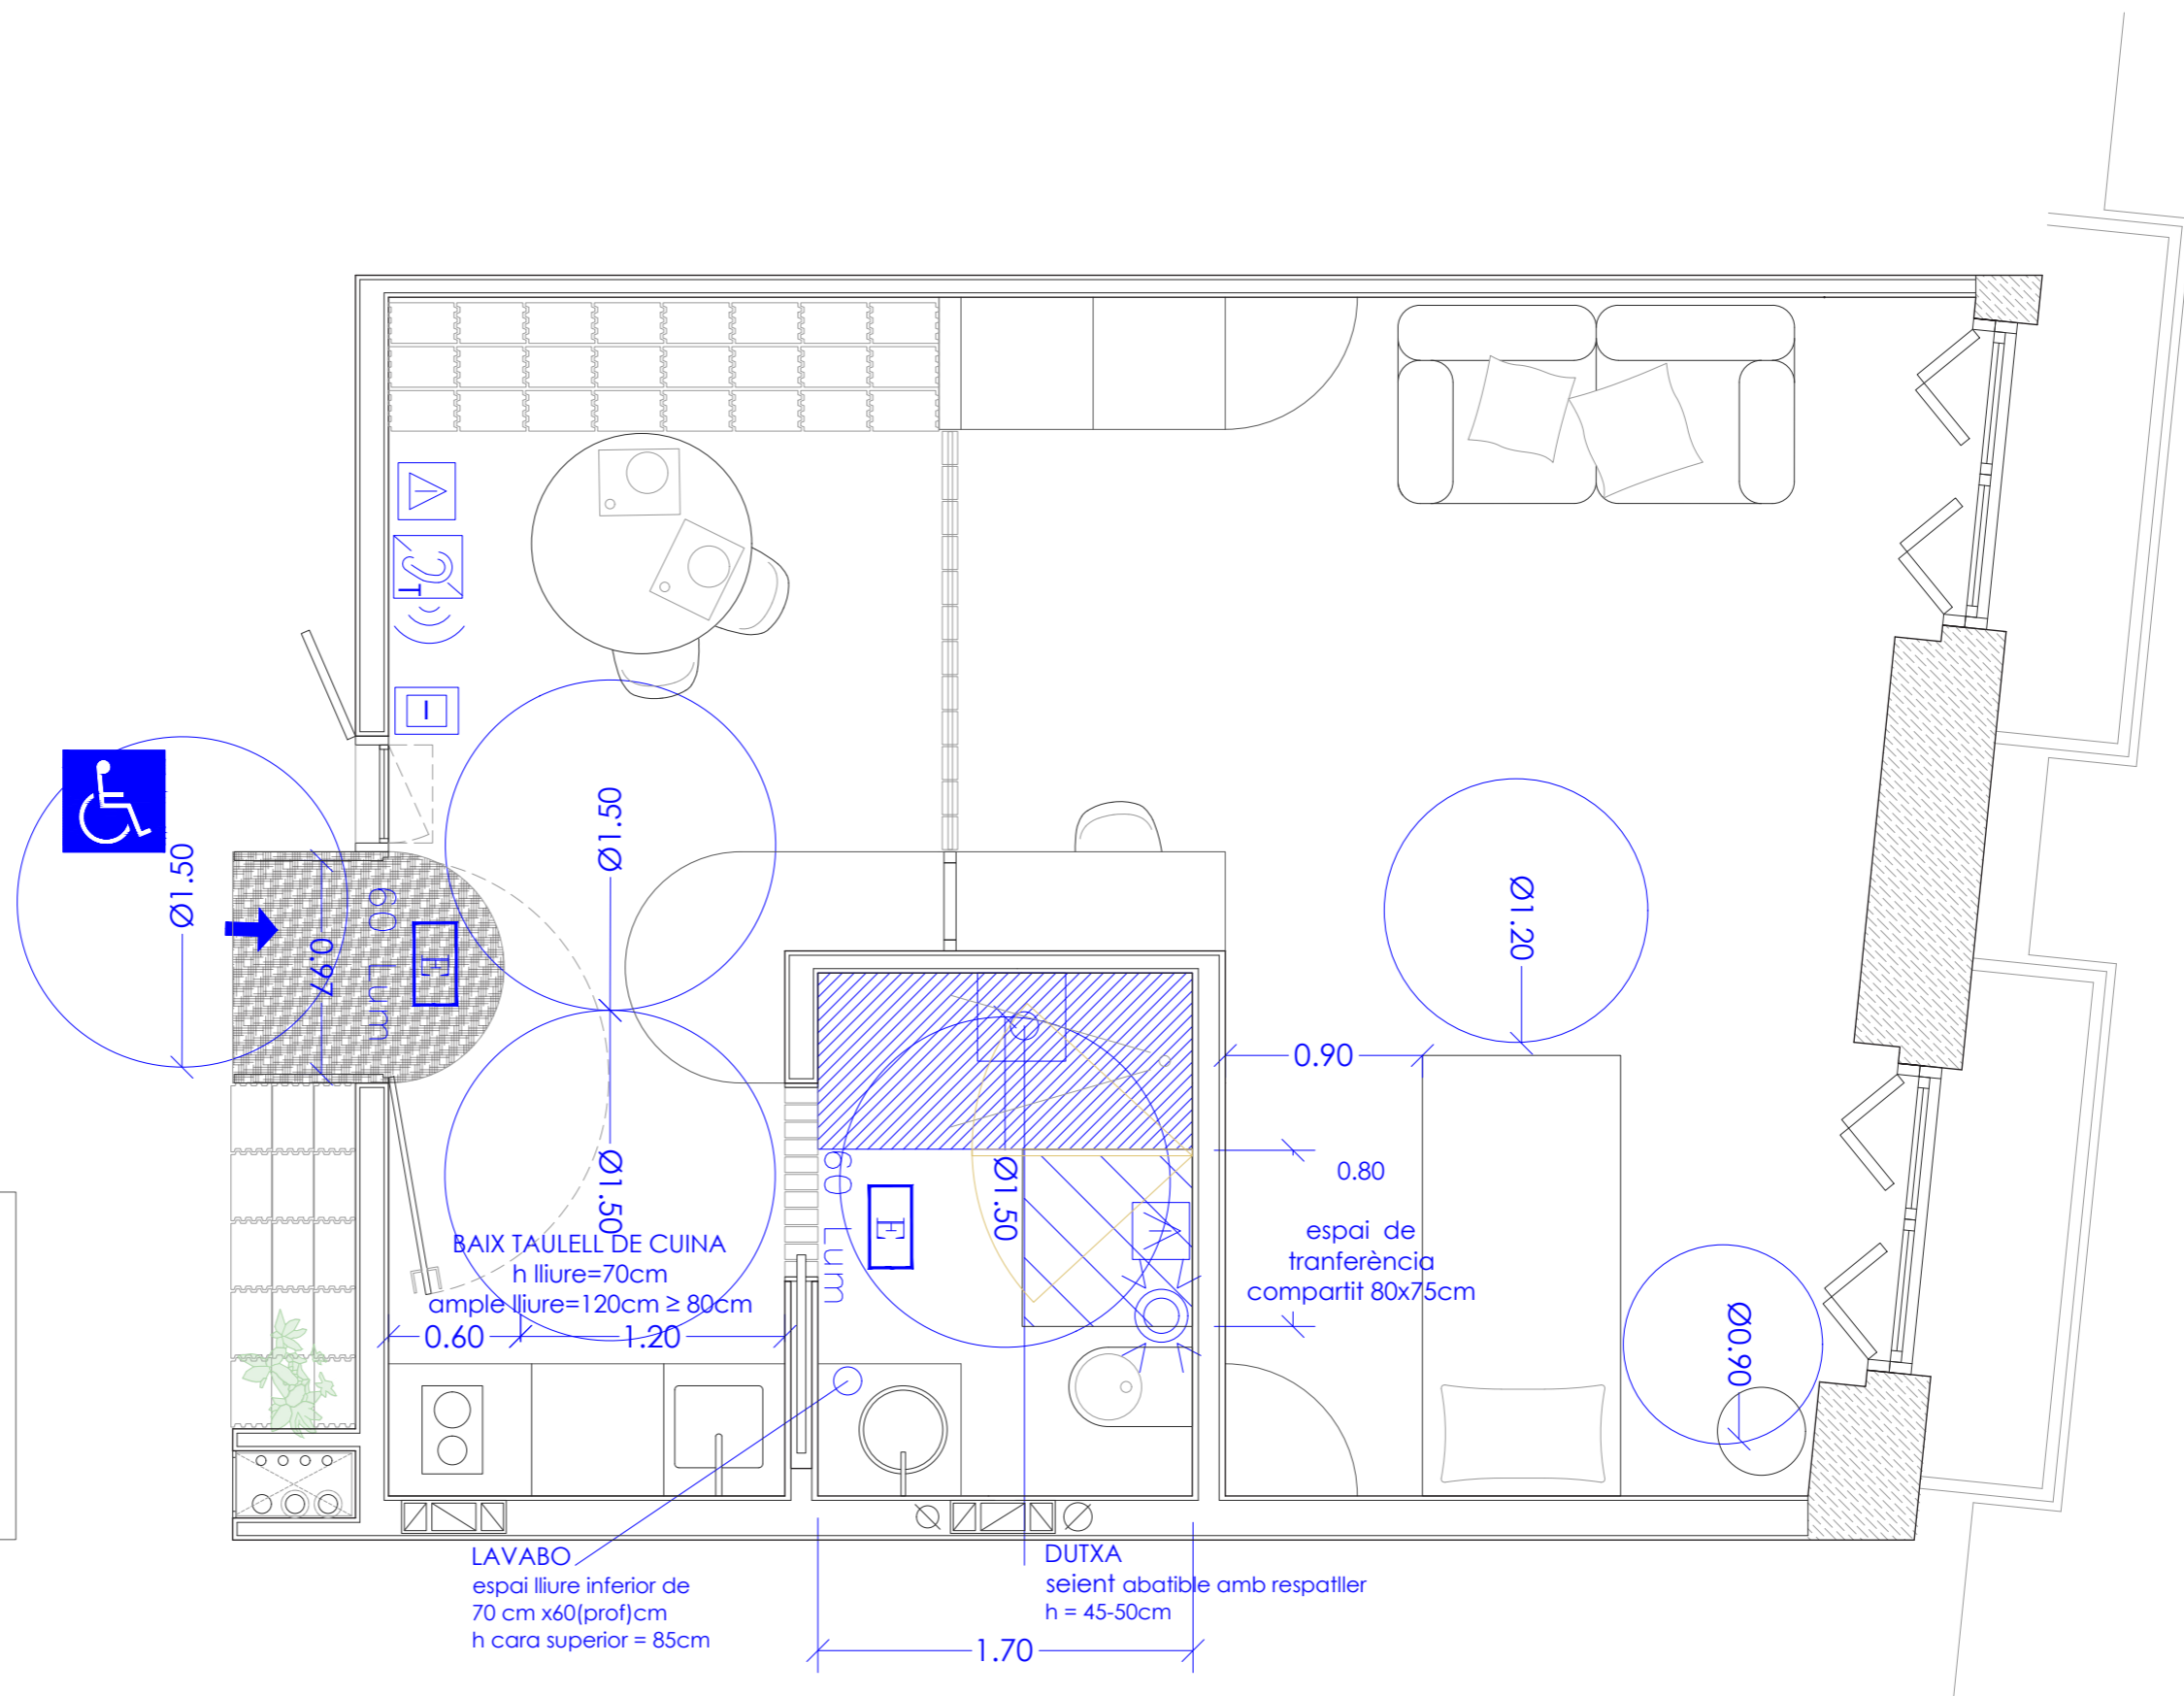 T
Ø1.50
0.97
60 Lum
E
Ø1.50
Ø1.50
BAIX TAULELL DE CUINA
h lliure=70cm
ample lliure=120cm ≥ 80cm
0.60
1.20
60 Lum
E
Ø1.50
Ø1.20
0.90
0.80
espai de
tranferència
compartit 80x75cm
Ø0.90
LAVABO
espai lliure inferior de
70 cm x60(prof)cm
h cara superior = 85cm
DUTXA
seient abatible amb respatller
h = 45-50cm
1.70